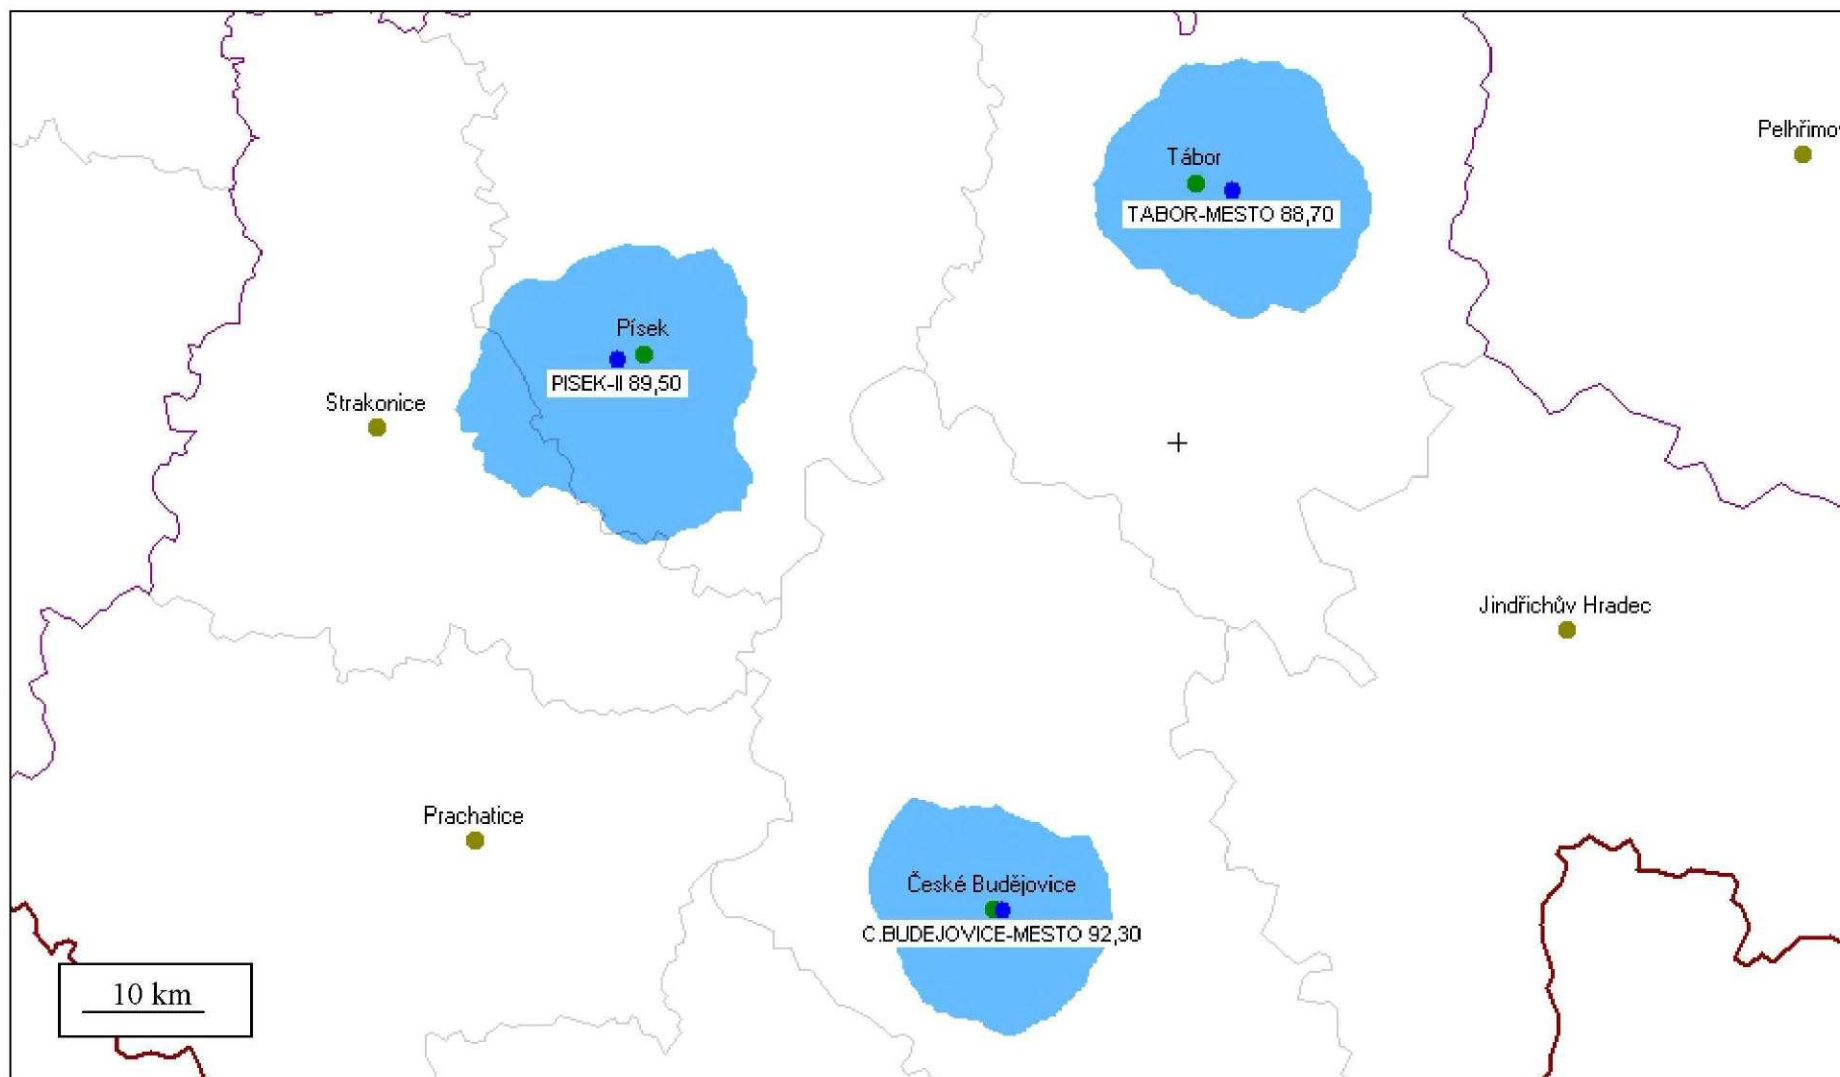 Pelhřimov
Tábor
TABOR-MESTO 88,70
Písek
PISEK-II 89,50
Strakonice
Jindřichův Hradec
Prachatice
České Budějovice
C.BUDEJOVICE-MESTO 92,30
10 km